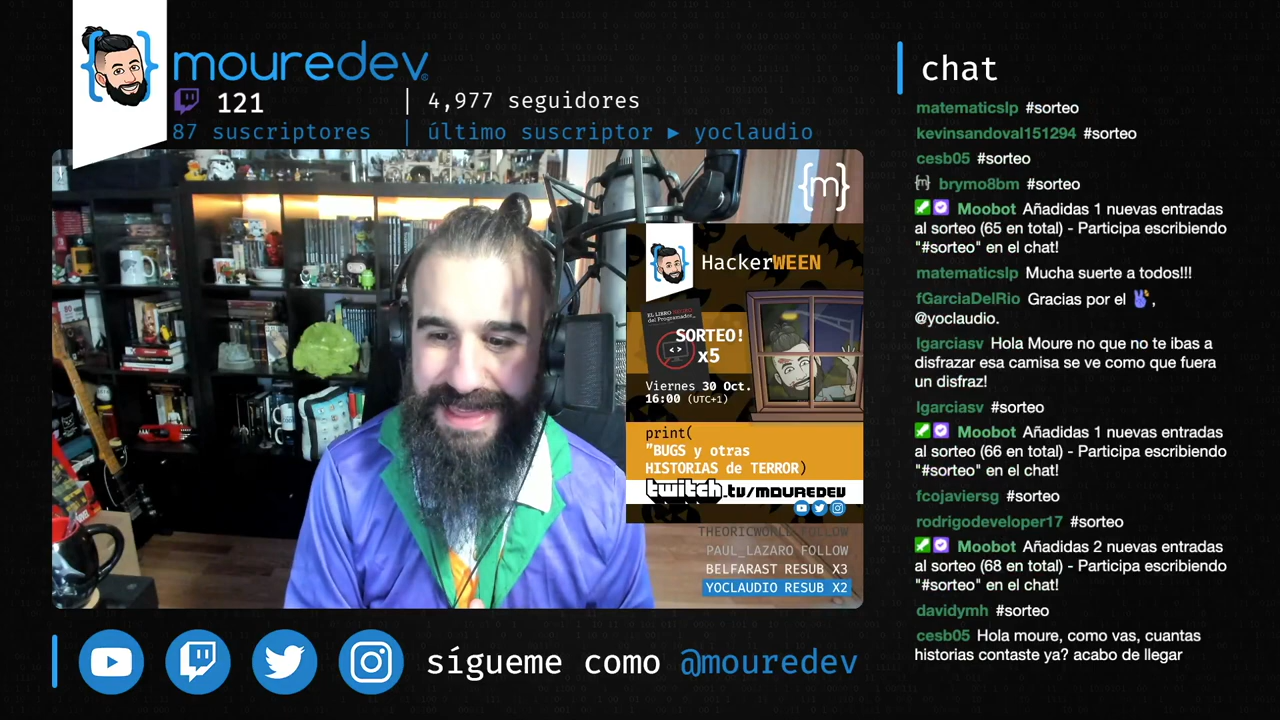 mouredev
121
4,977 seguidores
87 suscriptores
último suscriptor ▶ yoclaudio
{m}
HackerWEEN
EL LIBRO NEGRO
del Programador_
SORTEO!
x5
Viernes 30 Oct.
16:00 (UTC+1)
print(
"BUGS y otras
HISTORIAS de TERROR)
twitch.tv/MOUREDEV
THEORICWORLD FOLLOW
PAUL_LAZARO FOLLOW
BELFARAST RESUB X3
YOCLAUDIO RESUB X2
sígueme como @mouredev
chat
matematicslp #sorteo
kevinsandoval151294 #sorteo
cesb05 #sorteo
{m} brymo8bm #sorteo
Moobot Añadidas 1 nuevas entradas
al sorteo (65 en total) - Participa escribiendo
"#sorteo" en el chat!
matematicslp Mucha suerte a todos!!!
fGarciaDelRio Gracias por el ,
@yoclaudio.
lgarciasv Hola Moure no que no te ibas a
disfrazar esa camisa se ve como que fuera
un disfraz!
lgarciasv #sorteo
Moobot Añadidas 1 nuevas entradas
al sorteo (66 en total) - Participa escribiendo
"#sorteo" en el chat!
fcojaviersg #sorteo
rodrigodeveloper17 #sorteo
Moobot Añadidas 2 nuevas entradas
al sorteo (68 en total) - Participa escribiendo
"#sorteo" en el chat!
davidymh #sorteo
cesb05 Hola moure, como vas, cuantas
historias contaste ya? acabo de llegar